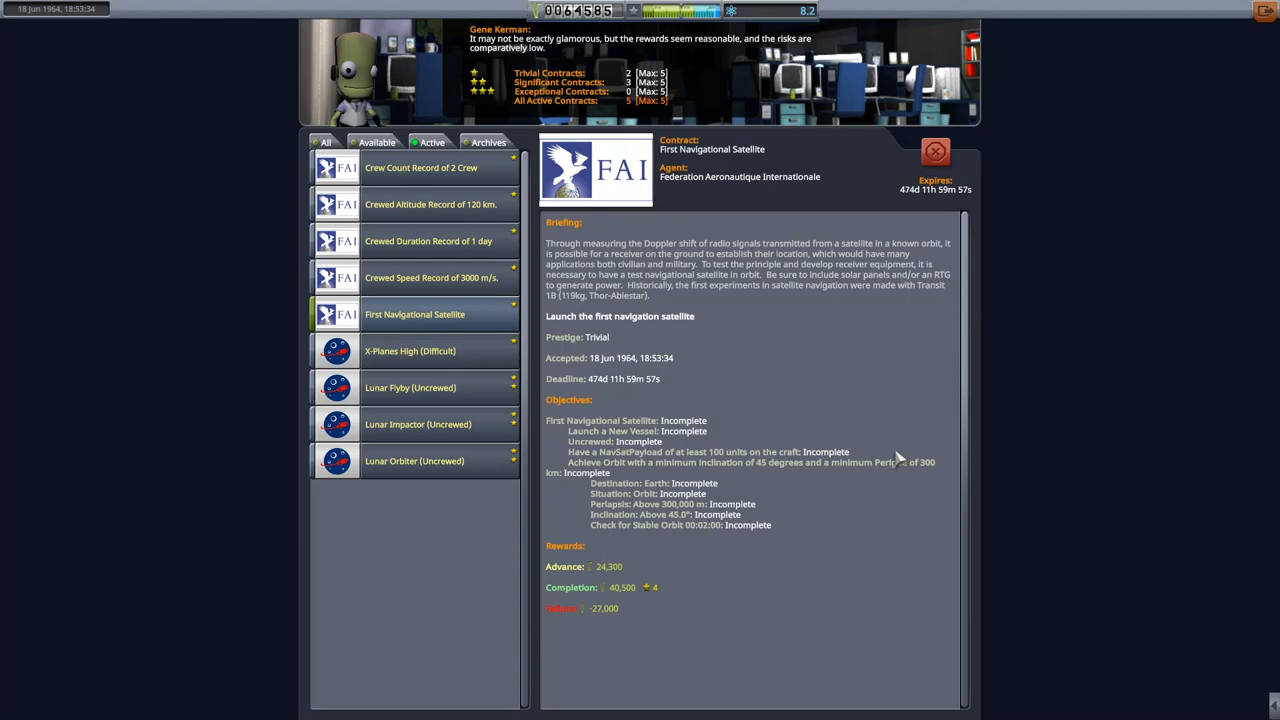 18 Jun 1964, 18:53:34
0064585
8.2
Gene Kerman:
It may not be exactly glamorous, but the rewards seem reasonable, and the risks are
comparatively low.
Trivial Contracts: 2 [Max: 5]
Significant Contracts: 3 [Max: 5]
Exceptional Contracts: 0 [Max: 5]
All Active Contracts: 5 [Max: 5]
All
Available
Active
Archives
FAI Crew Count Record of 2 Crew
FAI Crewed Altitude Record of 120 km.
FAI Crewed Duration Record of 1 day
FAI Crewed Speed Record of 3000 m/s.
FAI First Navigational Satellite
X-Planes High (Difficult)
Lunar Flyby (Uncrewed)
Lunar Impactor (Uncrewed)
Lunar Orbiter (Uncrewed)
FAI
Contract:
First Navigational Satellite
Agent:
Federation Aeronautique Internationale
Expires:
474d 11h 59m 57s
Briefing:
Through measuring the Doppler shift of radio signals transmitted from a satellite in a known orbit, it
is possible for a receiver on the ground to establish their location, which would have many
applications both civilian and military. To test the principle and develop receiver equipment, it is
necessary to have a test navigational satellite in orbit. Be sure to include solar panels and/or an RTG
to generate power. Historically, the first experiments in satellite navigation were made with Transit
1B (119kg, Thor-Ablestar).
Launch the first navigation satellite
Prestige: Trivial
Accepted: 18 Jun 1964, 18:53:34
Deadline: 474d 11h 59m 57s
Objectives:
First Navigational Satellite: Incomplete
Launch a New Vessel: Incomplete
Uncrewed: Incomplete
Have a NavSatPayload of at least 100 units on the craft: Incomplete
Achieve Orbit with a minimum inclination of 45 degrees and a minimum Perigee of 300
km: Incomplete
Destination: Earth: Incomplete
Situation: Orbit: Incomplete
Periapsis: Above 300,000 m: Incomplete
Inclination: Above 45.0°: Incomplete
Check for Stable Orbit 00:02:00: Incomplete
Rewards:
Advance: 24,300
Completion: 40,500 4
Failure: -27,000